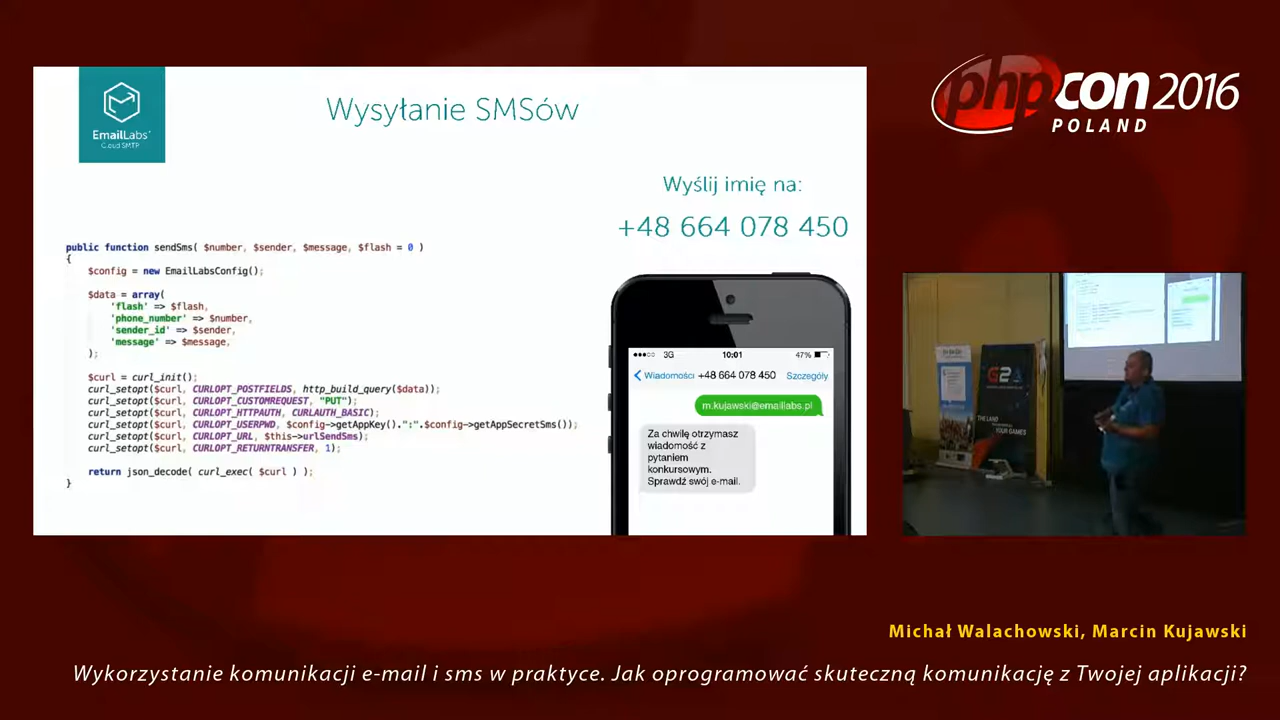 EmailLabs
Cloud SMTP
Wysyłanie SMSów
Wyślij imię na:
+48 664 078 450
public function sendSms( $number, $sender, $message, $flash = 0 )
{
$config = new EmailLabsConfig();
$data = array(
'flash' => $flash,
'phone_number' => $number,
'sender_id' => $sender,
'message' => $message,
);
$curl = curl_init();
curl_setopt($curl, CURLOPT_POSTFIELDS, http_build_query($data));
curl_setopt($curl, CURLOPT_CUSTOMREQUEST, "PUT");
curl_setopt($curl, CURLOPT_HTTPAUTH, CURLAUTH_BASIC);
curl_setopt($curl, CURLOPT_USERPWD, $config->getAppKey().":".$config->getAppSecretSms());
curl_setopt($curl, CURLOPT_URL, $this->urlSendSms);
curl_setopt($curl, CURLOPT_RETURNTRANSFER, 1);
return json_decode( curl_exec( $curl ) );
}
3G 10:01 47%
Wiadomości +48 664 078 450 Szczegóły
m.kujawski@emaillabs.pl
Za chwilę otrzymasz
wiadomość z
pytaniem
konkursowym.
Sprawdź swój e-mail.
phpcon 2016
POLAND
G2A
THE LAND
YOUR GAMES
Michał Walachowski, Marcin Kujawski
Wykorzystanie komunikacji e-mail i sms w praktyce. Jak oprogramować skuteczną komunikację z Twojej aplikacji?